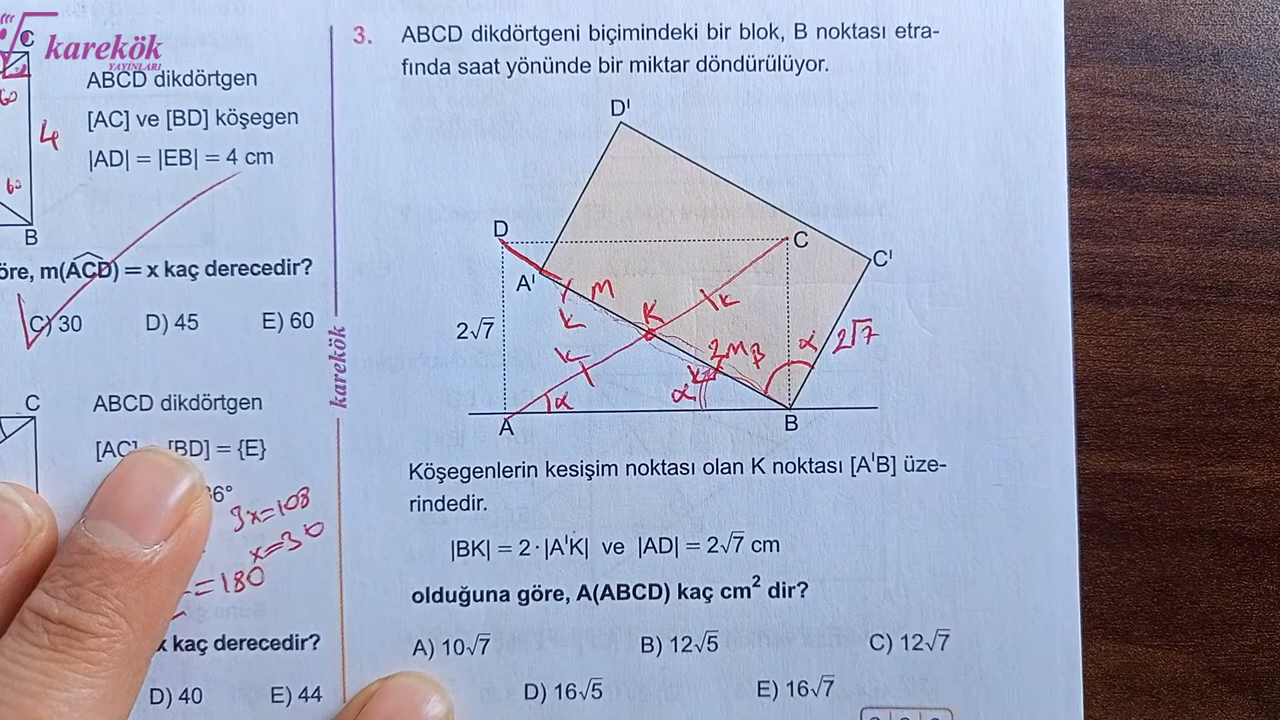 C
karekök
YAYINLARI
60
4
60
B
ABCD dikdörtgen
[AC] ve [BD] köşegen
|AD| = |EB| = 4 cm
öre, m(ACD) = x kaç derecedir?
C) 30 D) 45 E) 60
karekök
C
ABCD dikdörtgen
[BD] = {E}
6°
3x=108
x=30
=180
x kaç derecedir?
D) 40 E) 44
3. ABCD dikdörtgeni biçimindeki bir blok, B noktası etra-
fında saat yönünde bir miktar döndürülüyor.
D'
D
C
C'
A'
M
K
K
K
2√7
K
2M
β
α
2√7
K
α
α
A
B
Köşegenlerin kesişim noktası olan K noktası [A'B] üze-
rindedir.
|BK| = 2·|A'K| ve |AD| = 2√7 cm
olduğuna göre, A(ABCD) kaç cm² dir?
A) 10√7 B) 12√5 C) 12√7
D) 16√5 E) 16√7